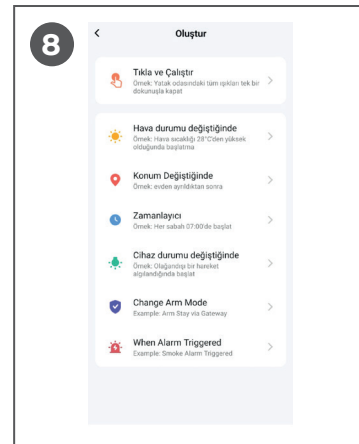 8
Oluştur
Tıkla ve Çalıştır
Örnek: Yatak odasındaki tüm ışıkları tek bir
dokunuşla kapat
Hava durumu değiştiğinde
Örnek: Hava sıcaklığı 28°C'den yüksek
olduğunda başlatma
Konum Değiştiğinde
Örnek: evden ayrıldıktan sonra
Zamanlayıcı
Örnek: Her sabah 07:00'de başlat
Cihaz durumu değiştiğinde
Örnek: Olağandışı bir hareket
algılandığında başlat
Change Arm Mode
Example: Arm Stay via Gateway
When Alarm Triggered
Example: Smoke Alarm Triggered